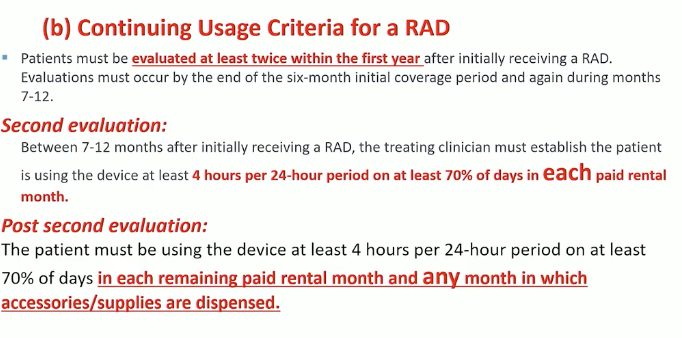 (b) Continuing Usage Criteria for a RAD
Patients must be evaluated at least twice within the first year after initially receiving a RAD.
Evaluations must occur by the end of the six-month initial coverage period and again during months
7-12.
Second evaluation:
Between 7-12 months after initially receiving a RAD, the treating clinician must establish the patient
is using the device at least 4 hours per 24-hour period on at least 70% of days in each paid rental
month.
Post second evaluation:
The patient must be using the device at least 4 hours per 24-hour period on at least
70% of days in each remaining paid rental month and any month in which
accessories/supplies are dispensed.